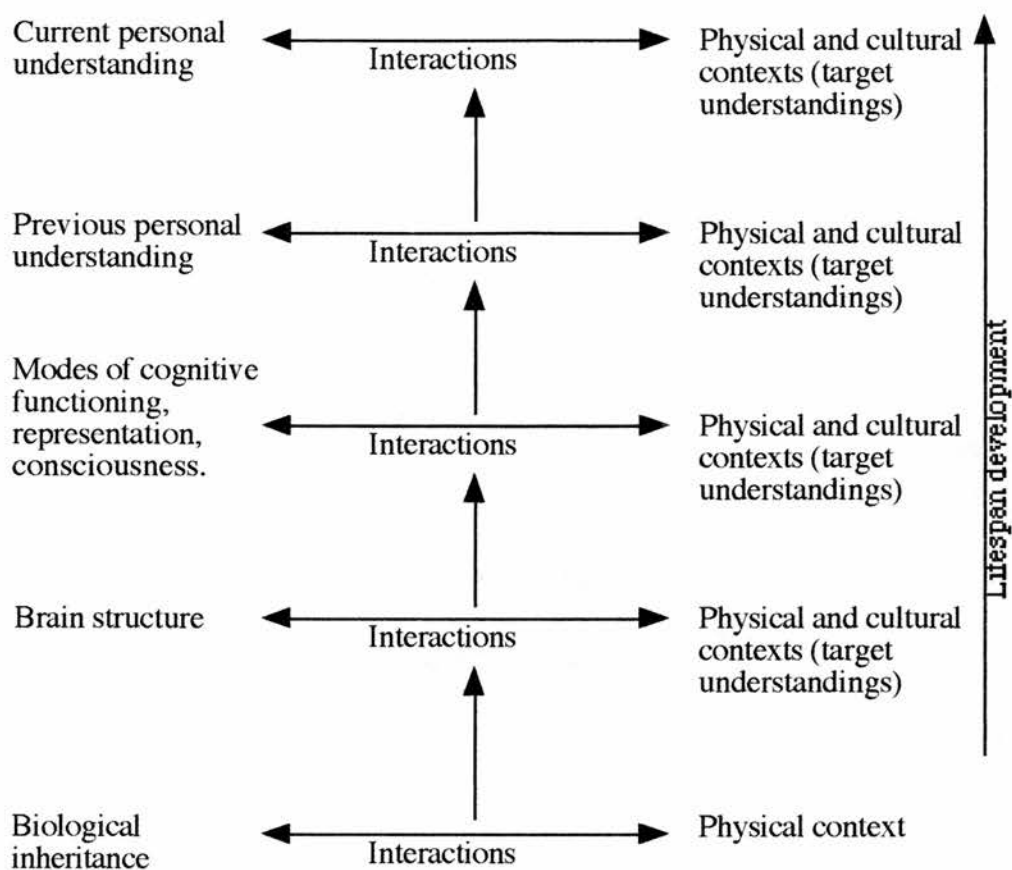 Current personal
understanding
Interactions
Physical and cultural
contexts (target
understandings)
Previous personal
understanding
Interactions
Physical and cultural
contexts (target
understandings)
Modes of cognitive
functioning,
representation,
consciousness.
Interactions
Physical and cultural
contexts (target
understandings)
Brain structure
Interactions
Physical and cultural
contexts (target
understandings)
Biological
inheritance
Interactions
Physical context
Lifespan development